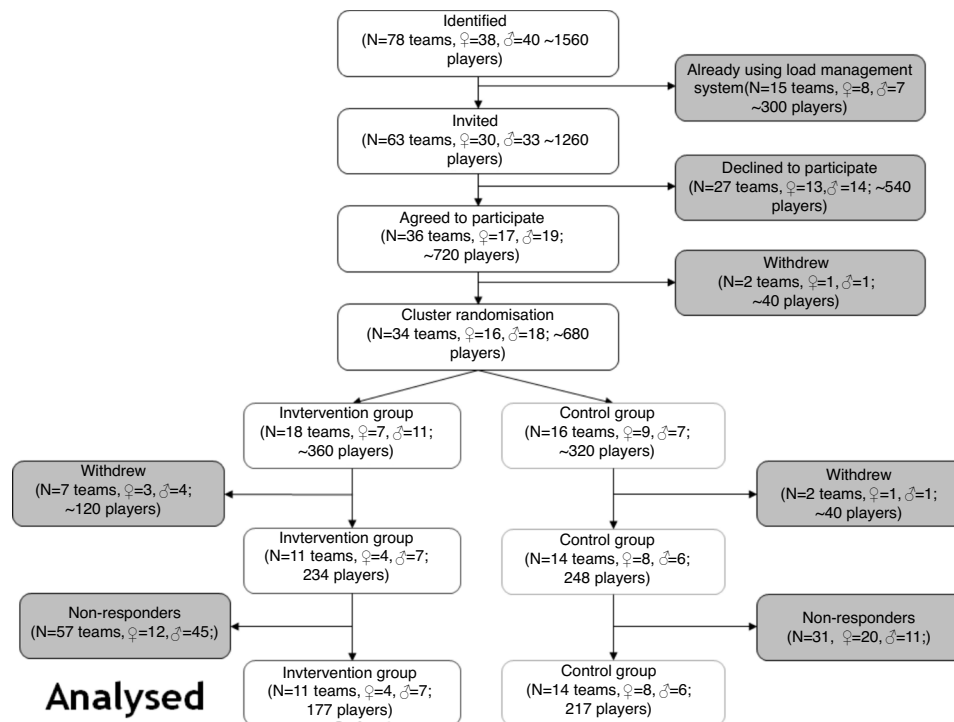 Identified
(N=78 teams, ♀=38, ♂=40 ~1560
players)
Already using load management
system(N=15 teams, ♀=8, ♂=7
~300 players)
Invited
(N=63 teams, ♀=30, ♂=33 ~1260
players)
Declined to participate
(N=27 teams, ♀=13,♂=14; ~540
players)
Agreed to participate
(N=36 teams, ♀=17, ♂=19;
~720 players)
Withdrew
(N=2 teams, ♀=1, ♂=1;
~40 players)
Cluster randomisation
(N=34 teams, ♀=16, ♂=18; ~680
players)
Invtervention group
(N=18 teams, ♀=7, ♂=11;
~360 players)
Control group
(N=16 teams, ♀=9, ♂=7;
~320 players)
Withdrew
(N=7 teams, ♀=3, ♂=4;
~120 players)
Withdrew
(N=2 teams, ♀=1, ♂=1;
~40 players)
Invtervention group
(N=11 teams, ♀=4, ♂=7;
234 players)
Control group
(N=14 teams, ♀=8, ♂=6;
248 players)
Non-responders
(N=57 teams, ♀=12, ♂=45;)
Non-responders
(N=31, ♀=20, ♂=11;)
Invtervention group
(N=11 teams, ♀=4, ♂=7;
177 players)
Control group
(N=14 teams, ♀=8, ♂=6;
217 players)
Analysed